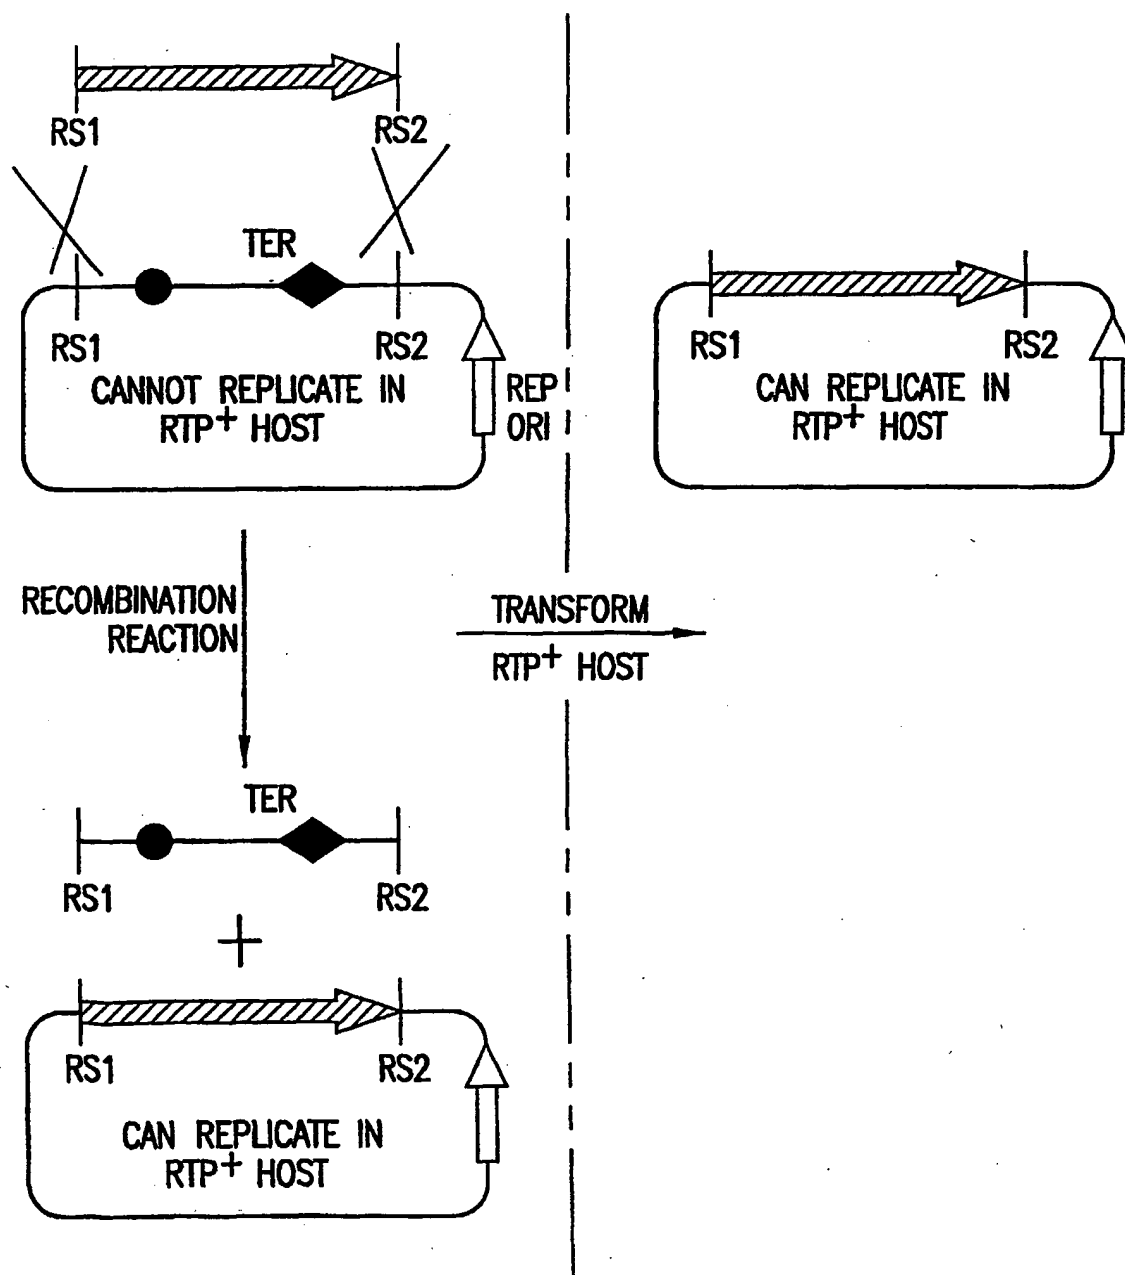 RS1
RS2
TER
RS1
RS2
CANNOT REPLICATE IN
RTP+ HOST
REP
ORI
RECOMBINATION
REACTION
TER
RS1
RS2
+
RS1
RS2
CAN REPLICATE IN
RTP+ HOST
TRANSFORM
RTP+ HOST
RS1
RS2
CAN REPLICATE IN
RTP+ HOST